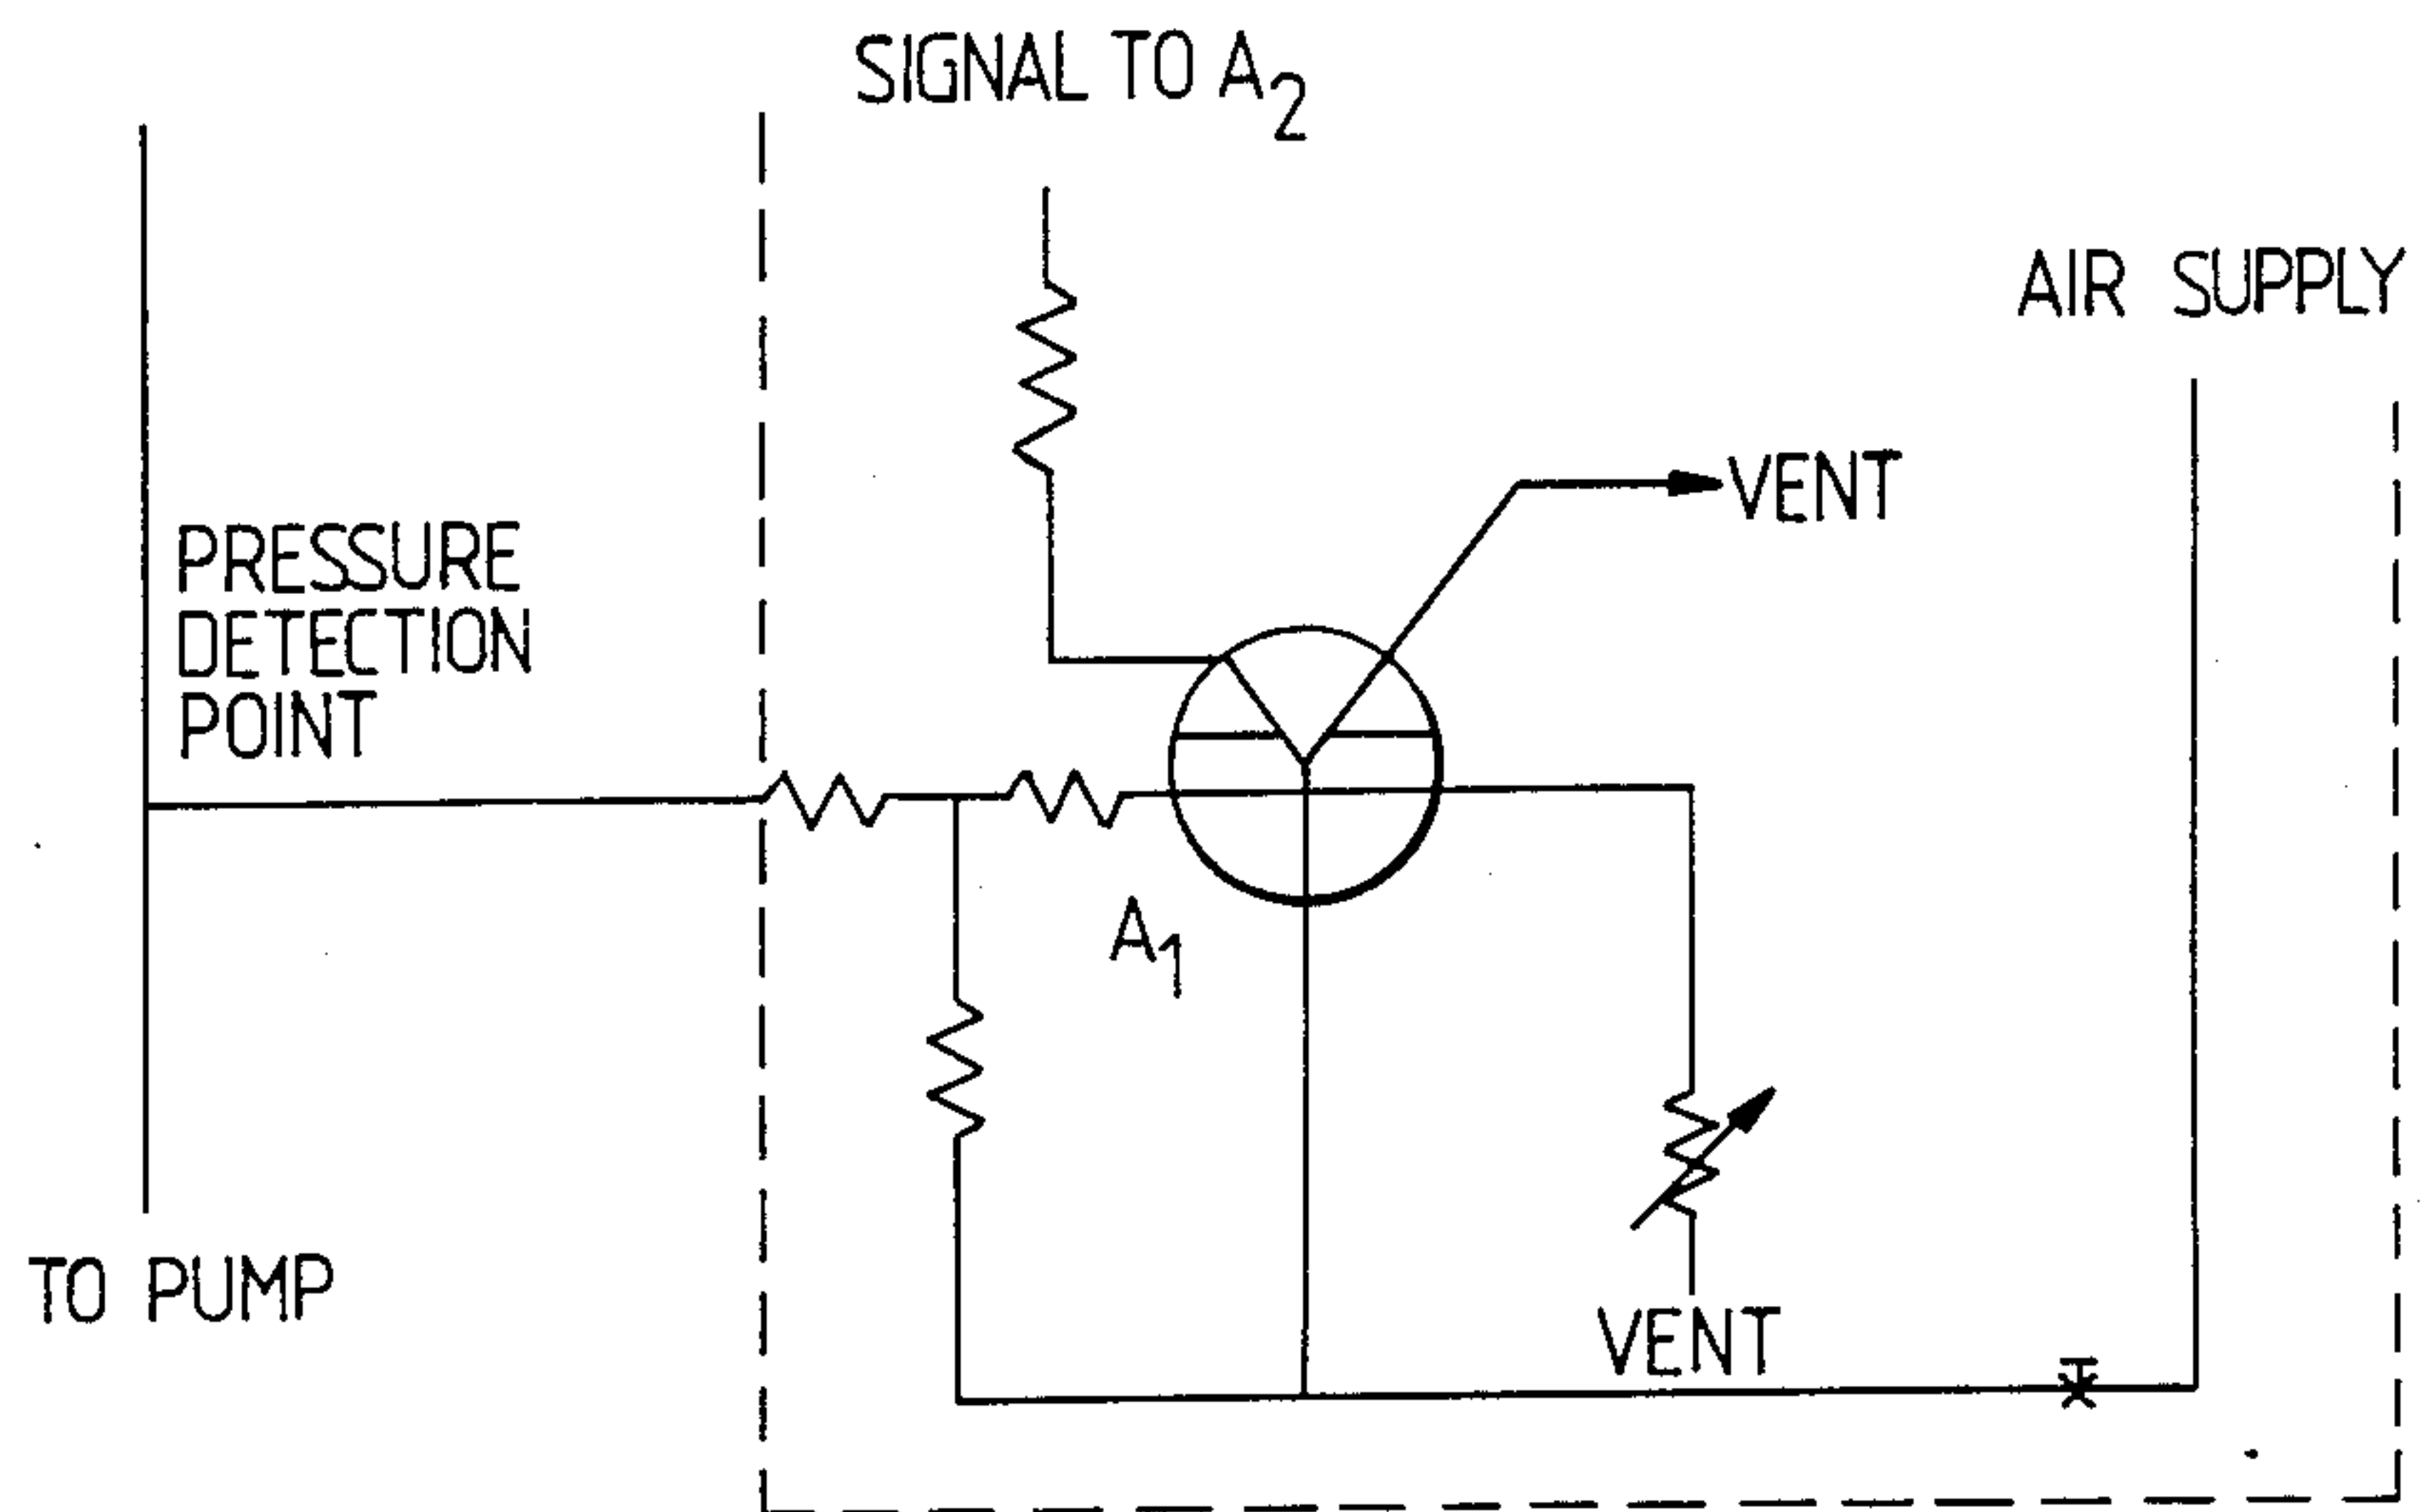 SIGNAL TO A2
AIR SUPPLY
VENT
PRESSURE
DETECTION
POINT
A1
TO PUMP
VENT